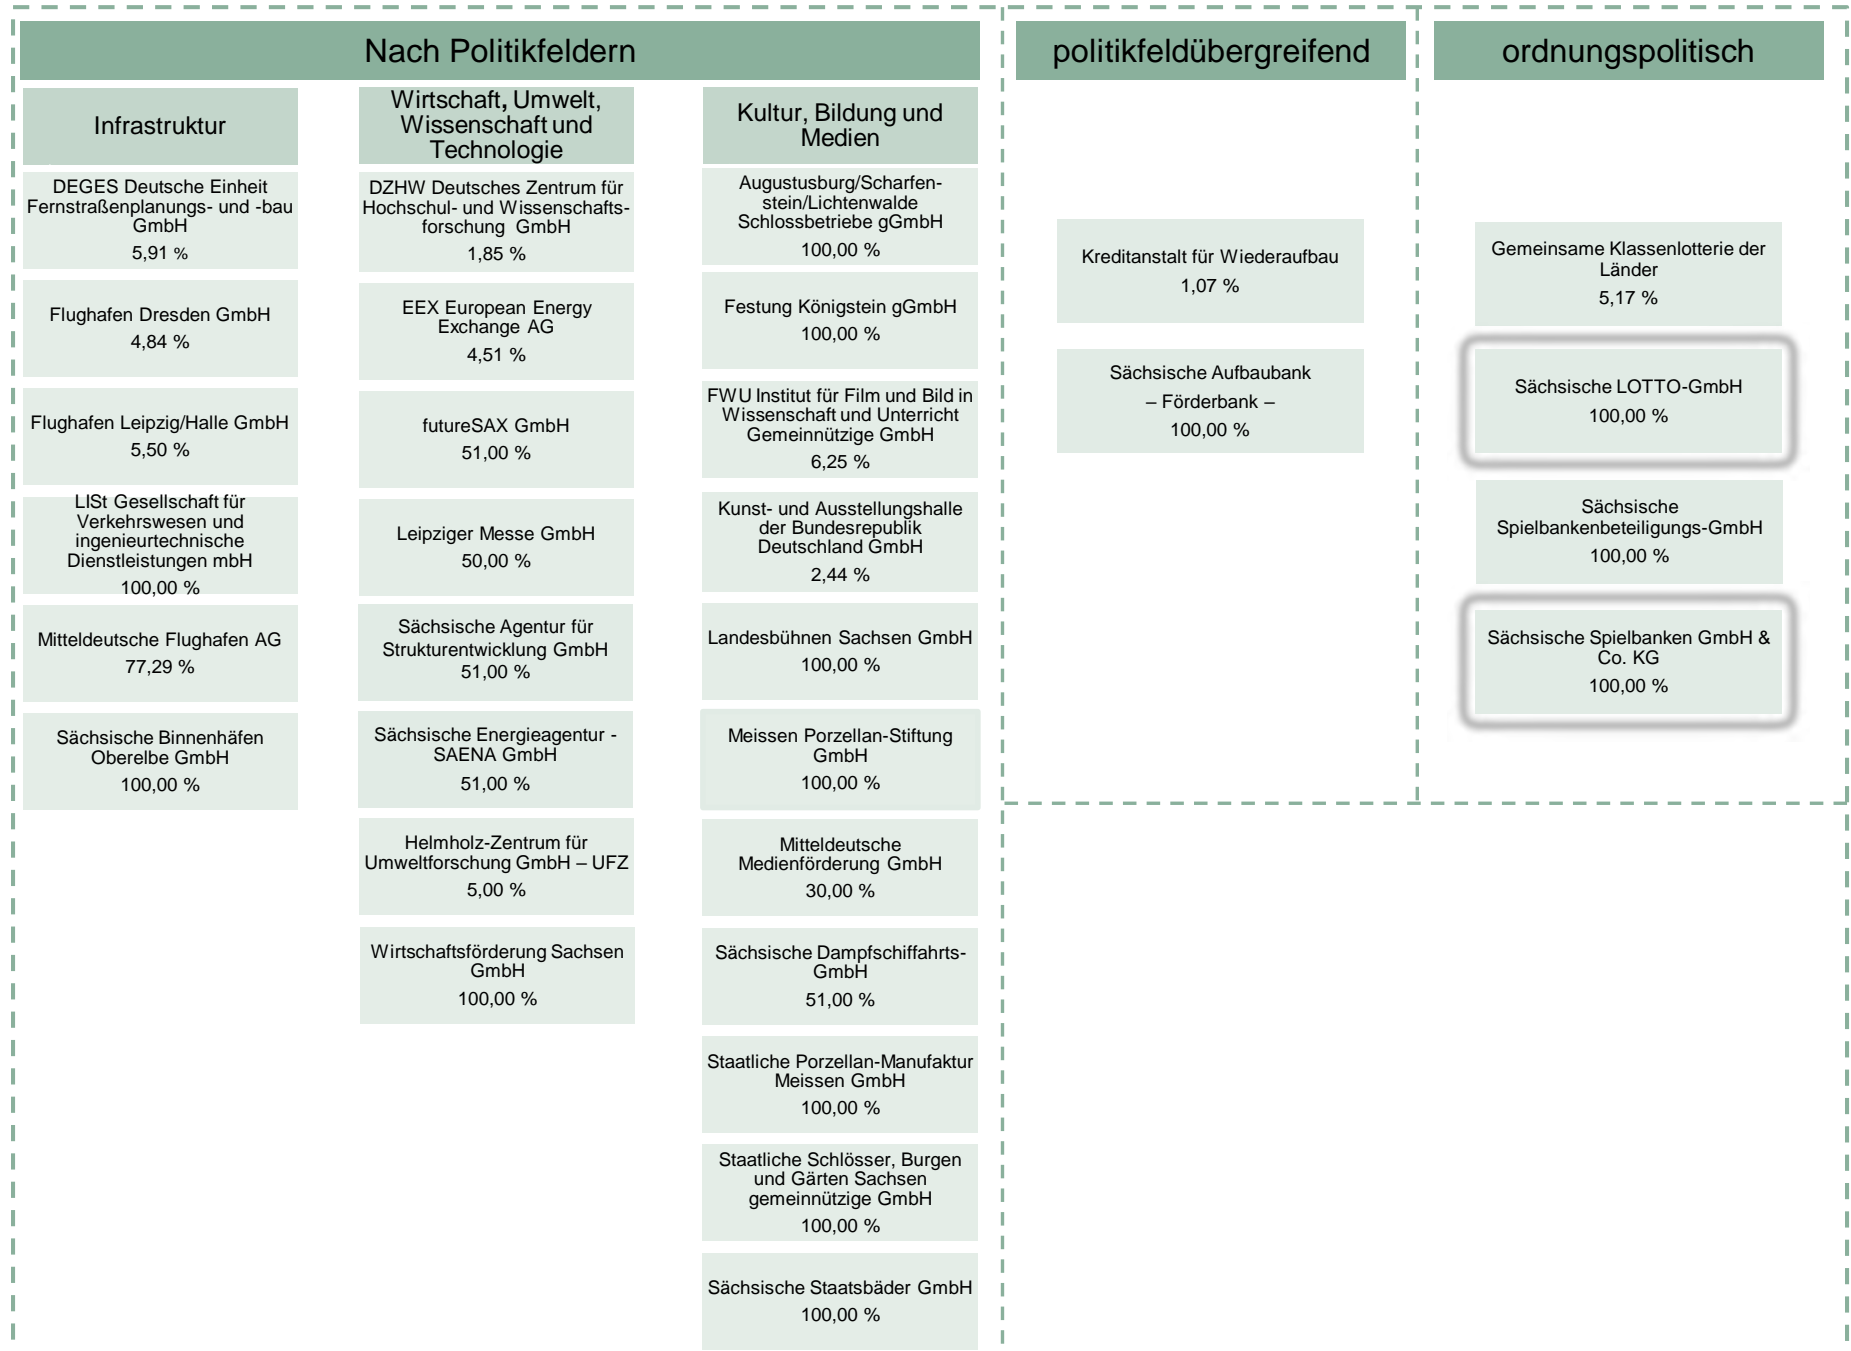 Nach Politikfeldern
Infrastruktur
DEGES Deutsche Einheit
Fernstraßenplanungs- und -bau
GmbH
5,91 %
Flughafen Dresden GmbH
4,84 %
Flughafen Leipzig/Halle GmbH
5,50 %
LISt Gesellschaft für
Verkehrswesen und
ingenieurtechnische
Dienstleistungen mbH
100,00 %
Mitteldeutsche Flughafen AG
77,29 %
Sächsische Binnenhäfen
Oberelbe GmbH
100,00 %
Wirtschaft, Umwelt,
Wissenschaft und
Technologie
DZHW Deutsches Zentrum für
Hochschul- und Wissenschafts-
forschung GmbH
1,85 %
EEX European Energy
Exchange AG
4,51 %
futureSAX GmbH
51,00 %
Leipziger Messe GmbH
50,00 %
Sächsische Agentur für
Strukturentwicklung GmbH
51,00 %
Sächsische Energieagentur -
SAENA GmbH
51,00 %
Helmholz-Zentrum für
Umweltforschung GmbH – UFZ
5,00 %
Wirtschaftsförderung Sachsen
GmbH
100,00 %
Kultur, Bildung und
Medien
Augustusburg/Scharfen-
stein/Lichtenwalde
Schlossbetriebe gGmbH
100,00 %
Festung Königstein gGmbH
100,00 %
FWU Institut für Film und Bild in
Wissenschaft und Unterricht
Gemeinnützige GmbH
6,25 %
Kunst- und Ausstellungshalle
der Bundesrepublik
Deutschland GmbH
2,44 %
Landesbühnen Sachsen GmbH
100,00 %
Meissen Porzellan-Stiftung
GmbH
100,00 %
Mitteldeutsche
Medienförderung GmbH
30,00 %
Sächsische Dampfschiffahrts-
GmbH
51,00 %
Staatliche Porzellan-Manufaktur
Meissen GmbH
100,00 %
Staatliche Schlösser, Burgen
und Gärten Sachsen
gemeinnützige GmbH
100,00 %
Sächsische Staatsbäder GmbH
100,00 %
politikfeldübergreifend
Kreditanstalt für Wiederaufbau
1,07 %
Sächsische Aufbaubank
– Förderbank –
100,00 %
ordnungspolitisch
Gemeinsame Klassenlotterie der
Länder
5,17 %
Sächsische LOTTO-GmbH
100,00 %
Sächsische
Spielbankenbeteiligungs-GmbH
100,00 %
Sächsische Spielbanken GmbH &
Co. KG
100,00 %